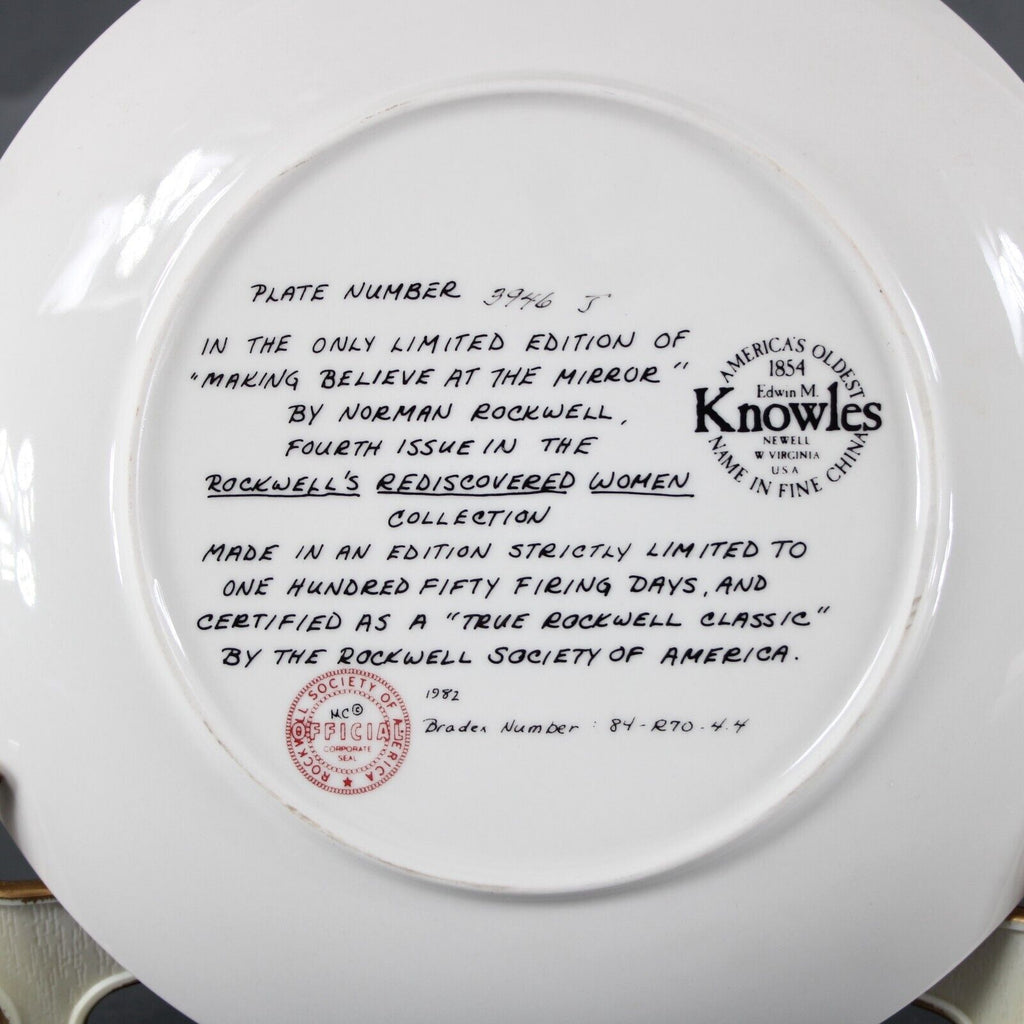 PLATE NUMBER 3946 J
IN THE ONLY LIMITED EDITION OF
"MAKING BELIEVE AT THE MIRROR"
BY NORMAN ROCKWELL,
FOURTH ISSUE IN THE
ROCKWELL'S REDISCOVERED WOMEN
COLLECTION
MADE IN AN EDITION STRICTLY LIMITED TO
ONE HUNDRED FIFTY FIRING DAYS, AND
CERTIFIED AS A "TRUE ROCKWELL CLASSIC"
BY THE ROCKWELL SOCIETY OF AMERICA.
AMERICA'S OLDEST
1854
Edwin M.
Knowles
NEWELL
W VIRGINIA
USA
NAME IN FINE CHINA
ROCKWELL SOCIETY OF AMERICA
MC©
OFFICIAL
CORPORATE
SEAL
1982
Bradex Number: 84-R70-4.4